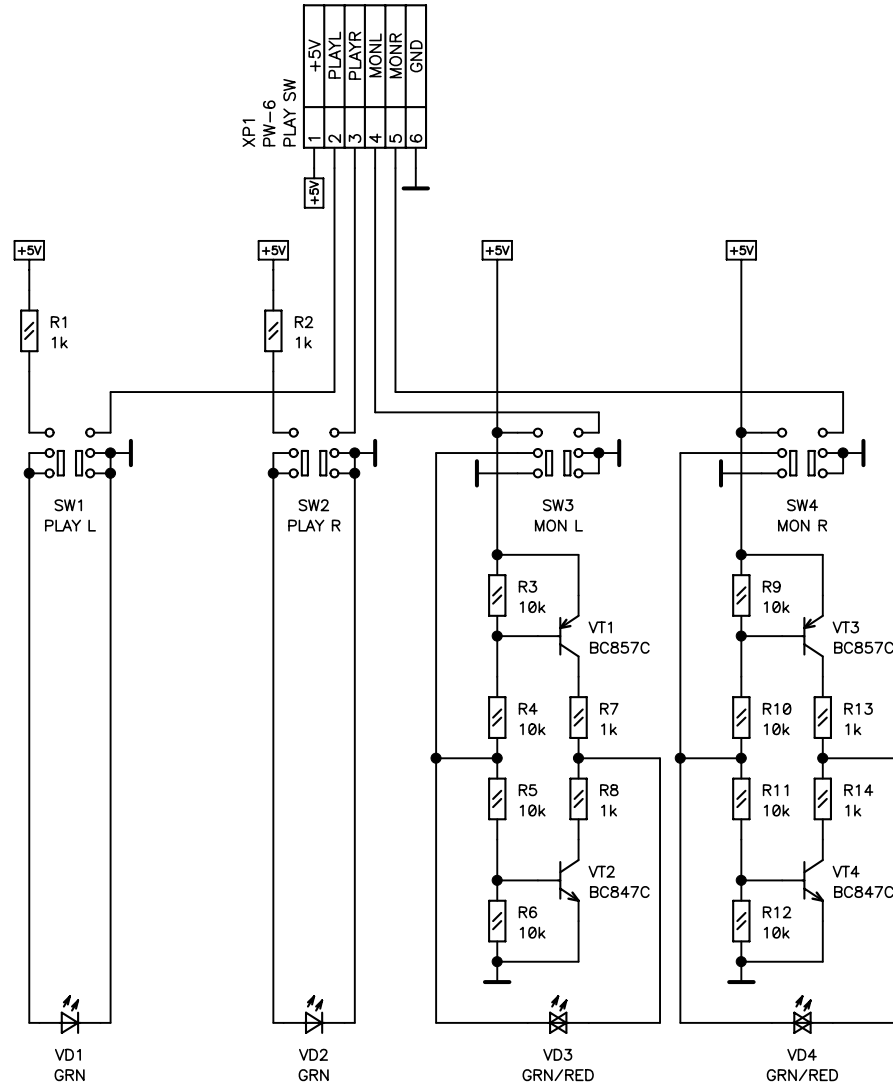 XP1
PW-6
PLAY SW
1 +5V
2 PLAYL
3 PLAYR
4 MONL
5 MONR
6 GND
+5V
+5V
+5V
+5V
+5V
R1
1k
R2
1k
SW1
PLAY L
SW2
PLAY R
SW3
MON L
SW4
MON R
R3
10k
VT1
BC857C
R9
10k
VT3
BC857C
R4
10k
R7
1k
R10
10k
R13
1k
R5
10k
R8
1k
R11
10k
R14
1k
VT2
BC847C
R6
10k
VT4
BC847C
R12
10k
VD1
GRN
VD2
GRN
VD3
GRN/RED
VD4
GRN/RED